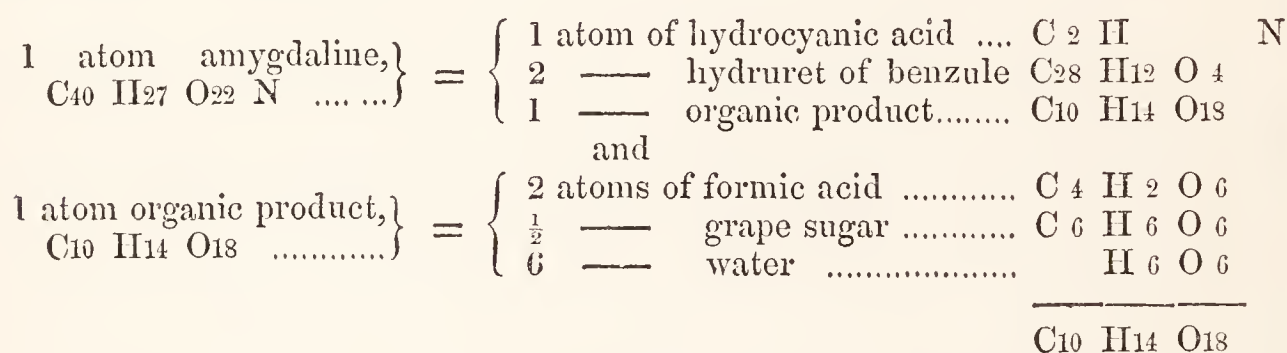 1 atom amygdaline,} = { 1 atom of hydrocyanic acid .... C 2 H N
C40 H27 O22 N .... ...} 2 — hydruret of benzule C28 H12 O 4
1 — organic product........ C10 H14 O18
and
1 atom organic product,} = { 2 atoms of formic acid ............ C 4 H 2 O 6
C10 H14 O18 ............} ½ — grape sugar ............ C 6 H 6 O 6
6 — water .................... H 6 O 6
C10 H14 O18